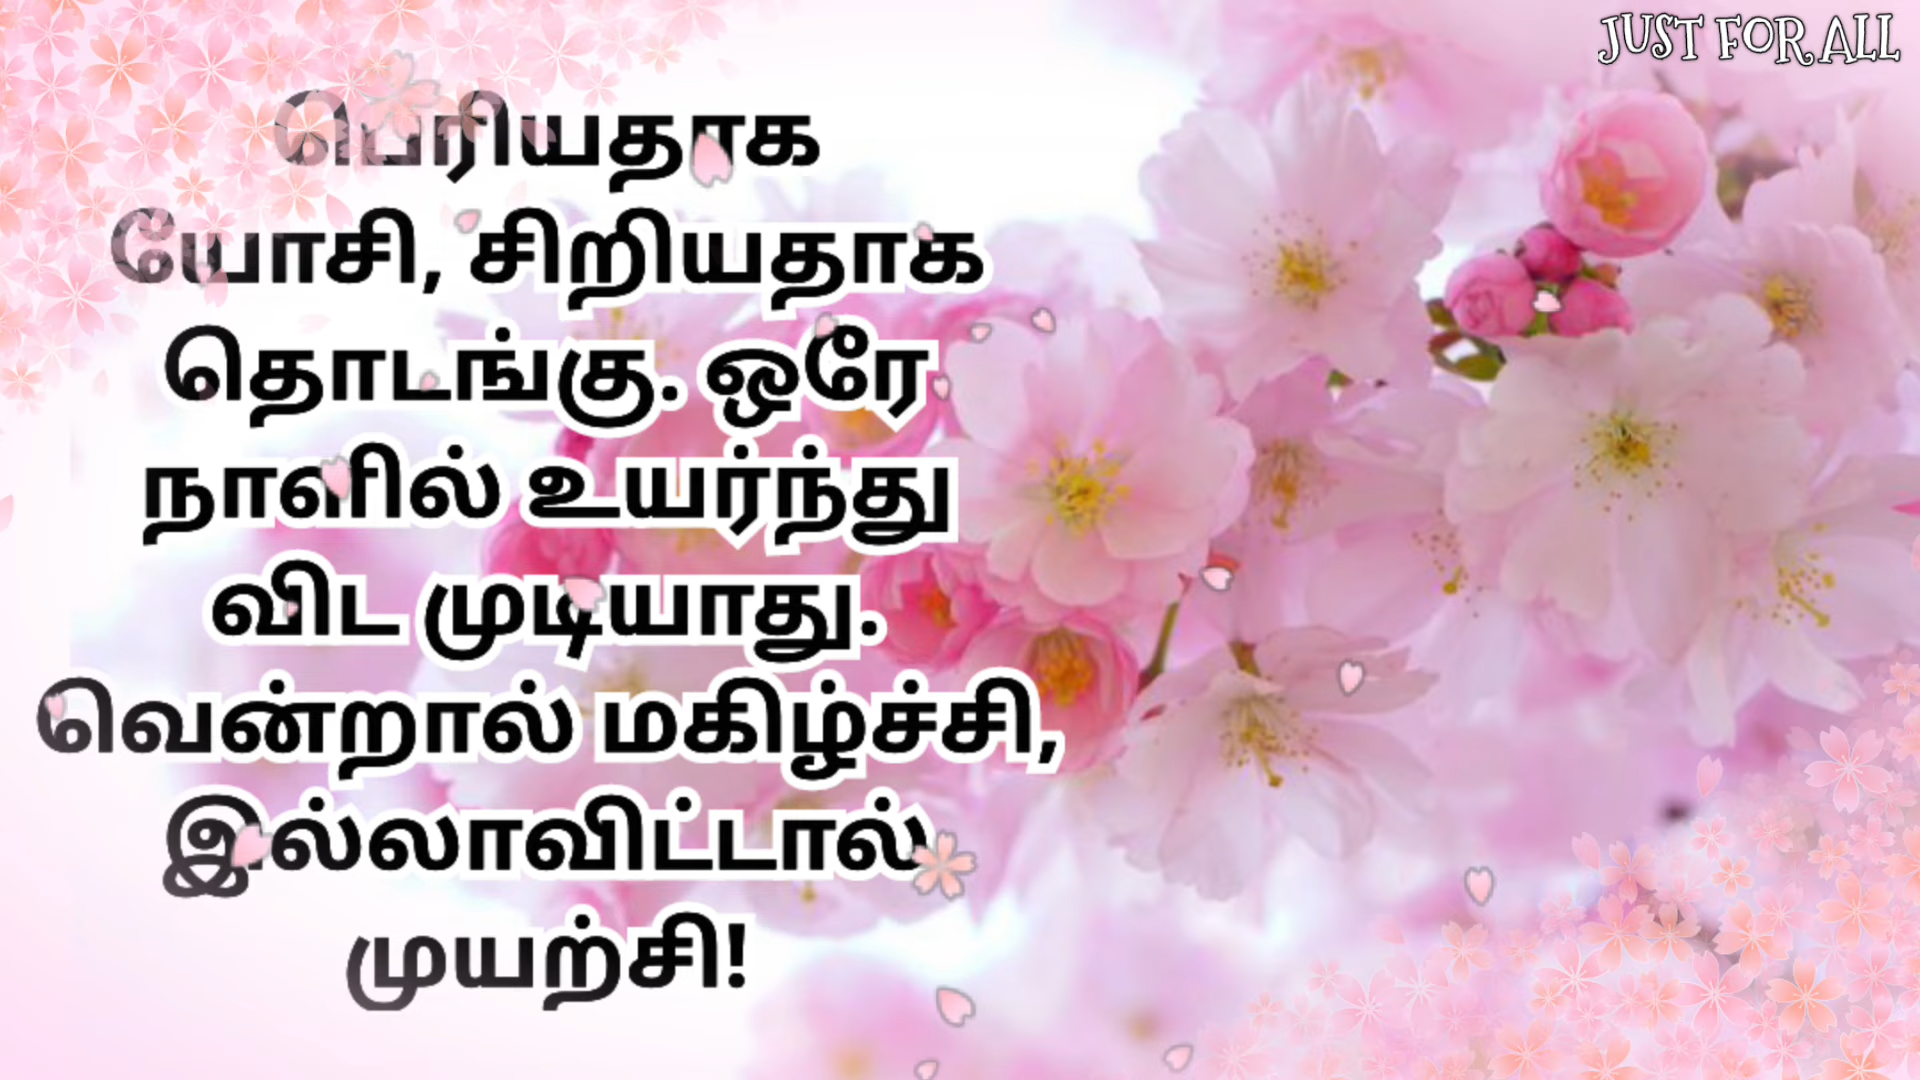 JUST FOR ALL
பெரியதாக
யோசி, சிறியதாக
தொடங்கு. ஒரே
நாளில் உயர்ந்து
விட முடியாது.
வென்றால் மகிழ்ச்சி,
இல்லாவிட்டால்
முயற்சி!